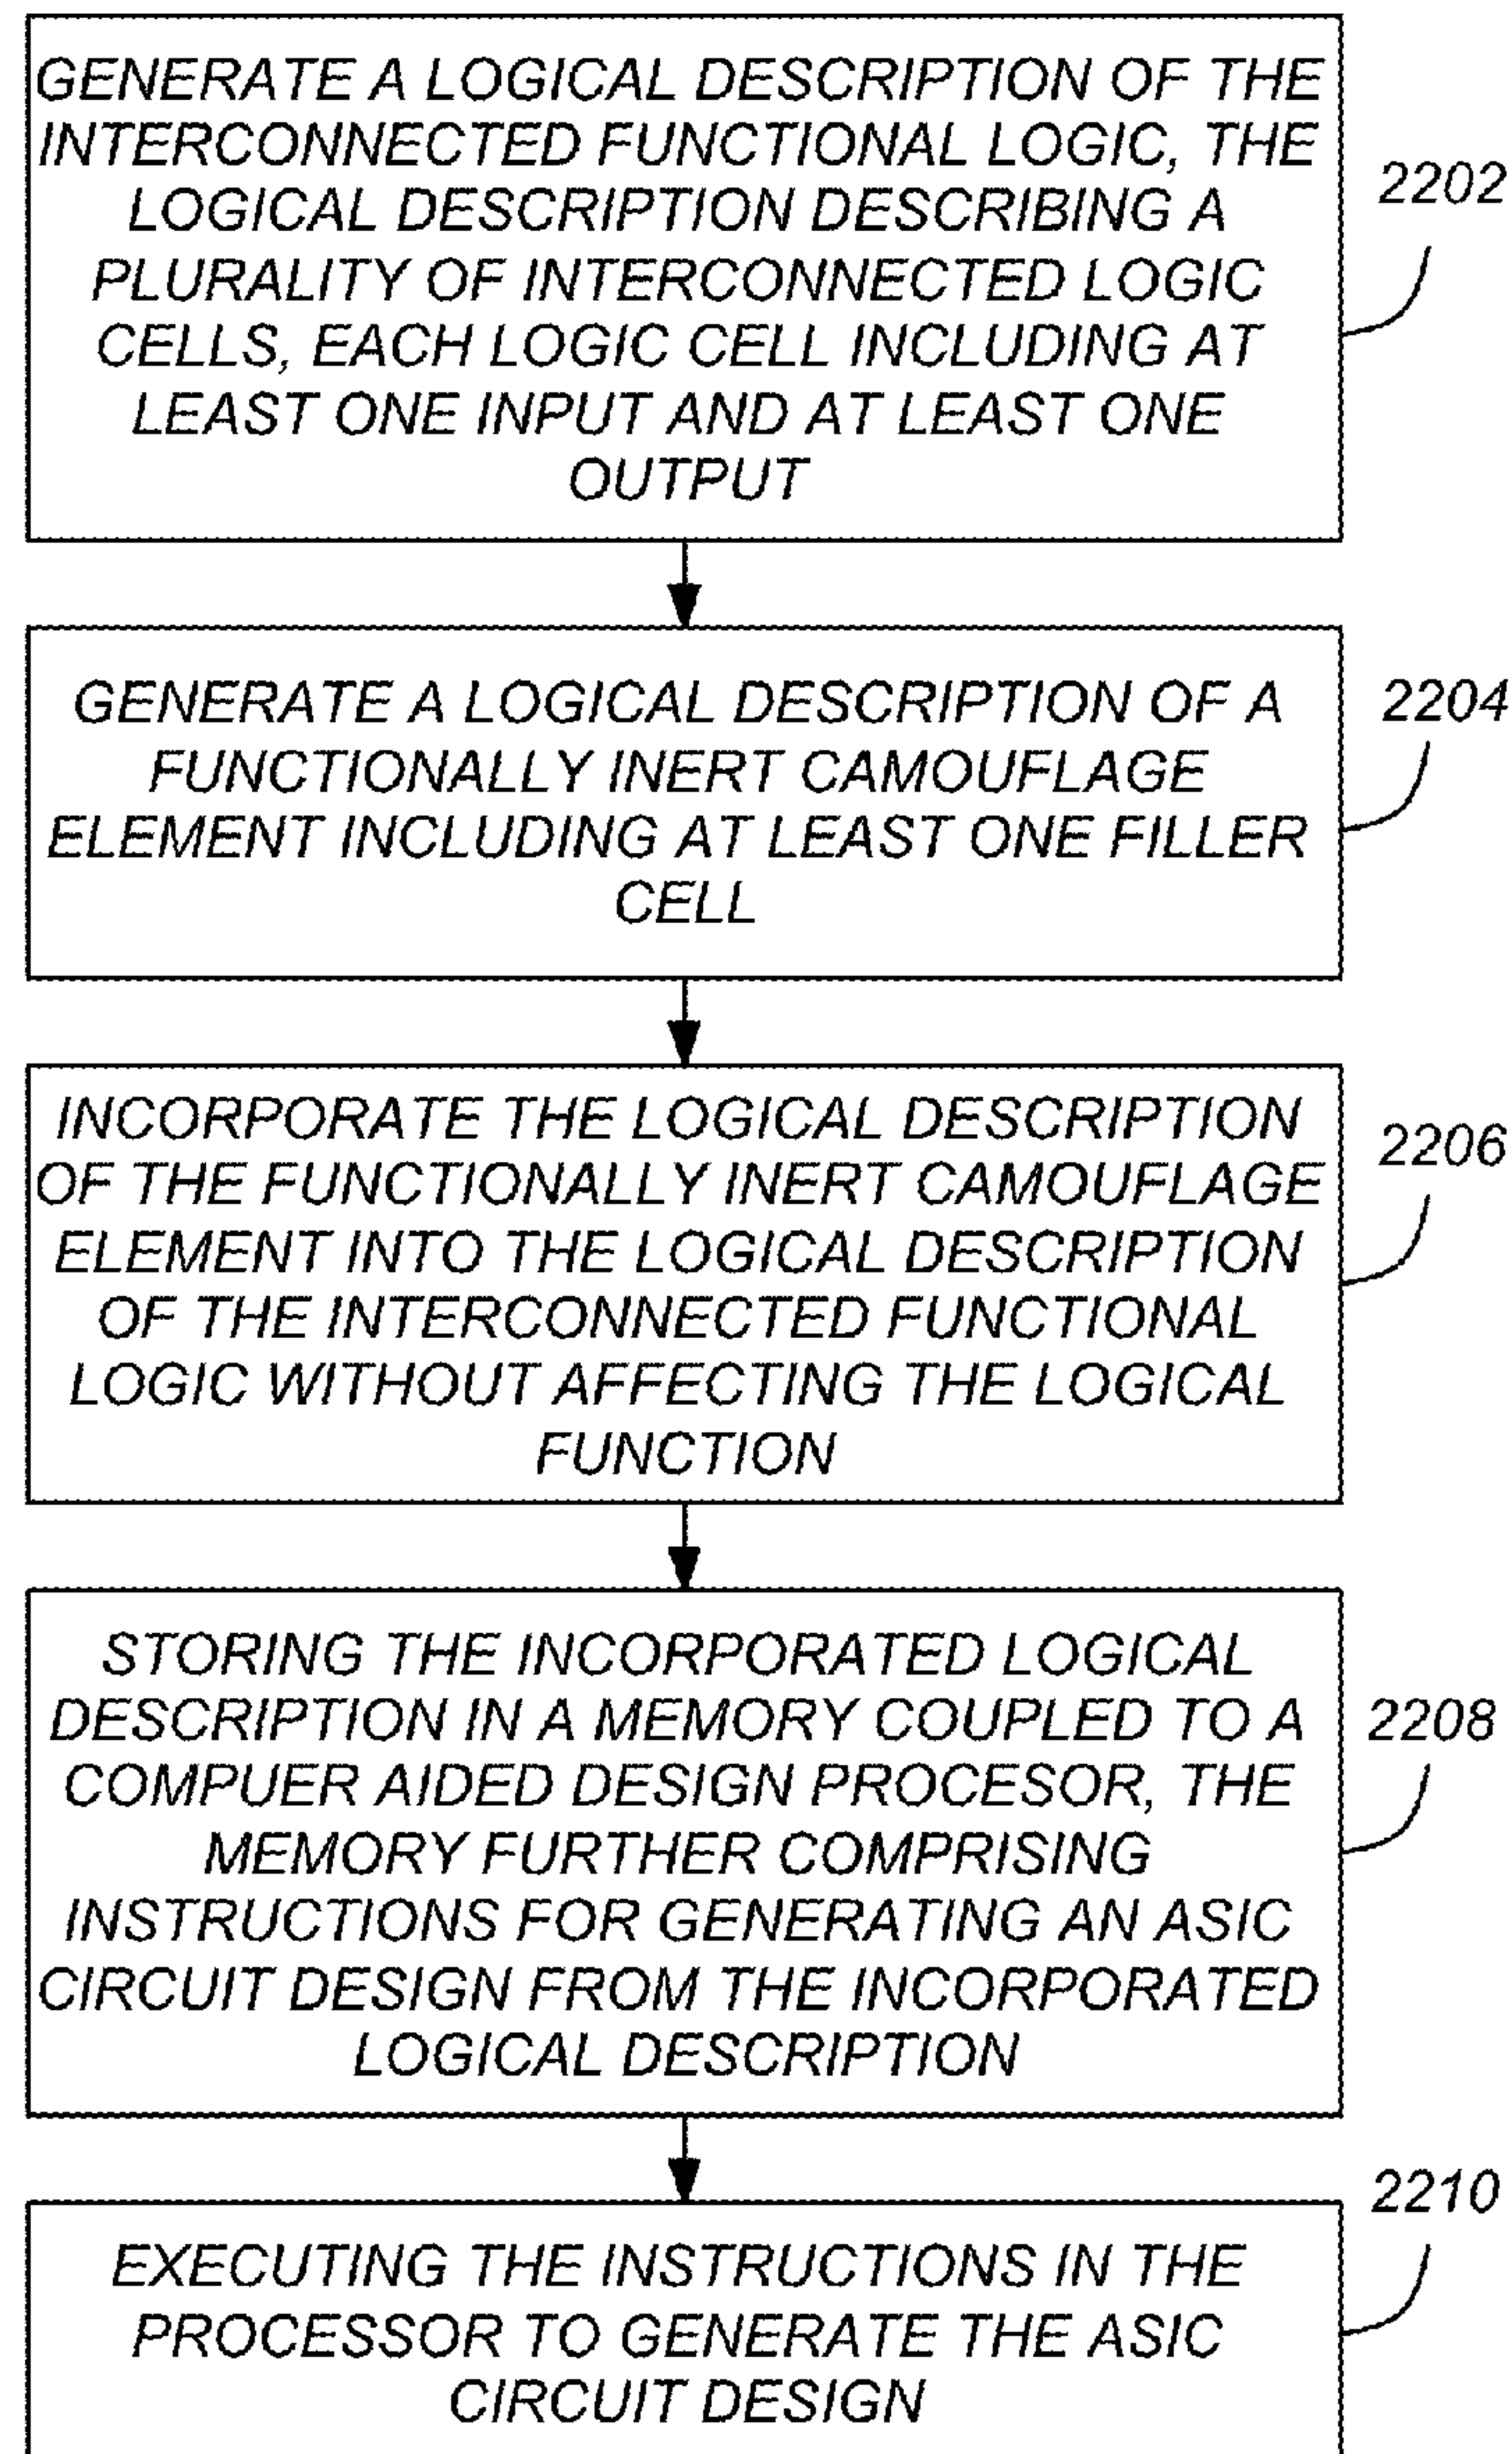 GENERATE A LOGICAL DESCRIPTION OF THE
INTERCONNECTED FUNCTIONAL LOGIC, THE
LOGICAL DESCRIPTION DESCRIBING A
PLURALITY OF INTERCONNECTED LOGIC
CELLS, EACH LOGIC CELL INCLUDING AT
LEAST ONE INPUT AND AT LEAST ONE
OUTPUT
2202
GENERATE A LOGICAL DESCRIPTION OF A
FUNCTIONALLY INERT CAMOUFLAGE
ELEMENT INCLUDING AT LEAST ONE FILLER
CELL
2204
INCORPORATE THE LOGICAL DESCRIPTION
OF THE FUNCTIONALLY INERT CAMOUFLAGE
ELEMENT INTO THE LOGICAL DESCRIPTION
OF THE INTERCONNECTED FUNCTIONAL
LOGIC WITHOUT AFFECTING THE LOGICAL
FUNCTION
2206
STORING THE INCORPORATED LOGICAL
DESCRIPTION IN A MEMORY COUPLED TO A
COMPUER AIDED DESIGN PROCESOR, THE
MEMORY FURTHER COMPRISING
INSTRUCTIONS FOR GENERATING AN ASIC
CIRCUIT DESIGN FROM THE INCORPORATED
LOGICAL DESCRIPTION
2208
EXECUTING THE INSTRUCTIONS IN THE
PROCESSOR TO GENERATE THE ASIC
CIRCUIT DESIGN
2210